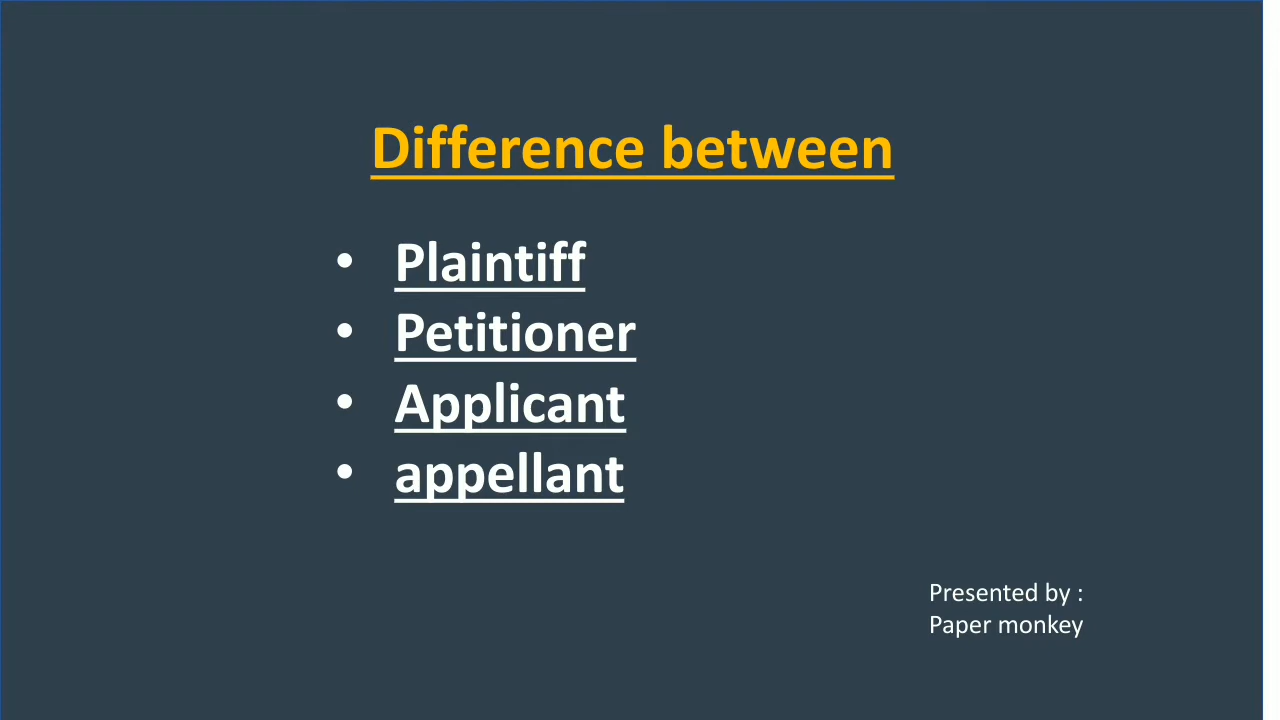 Difference between
• Plaintiff
• Petitioner
• Applicant
• appellant
Presented by :
Paper monkey